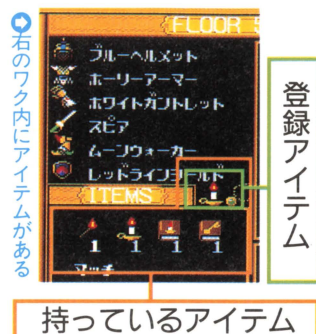 ➡右のワク内にアイテムがある
FLOOR 5
ブルーヘルメット
ホーリーアーマー
ホワイトガントレット
スピア
ムーンウォーカー
レッドラインシールド
ITEMS
1 1 1 1
マッチ
登録アイテム
持っているアイテム